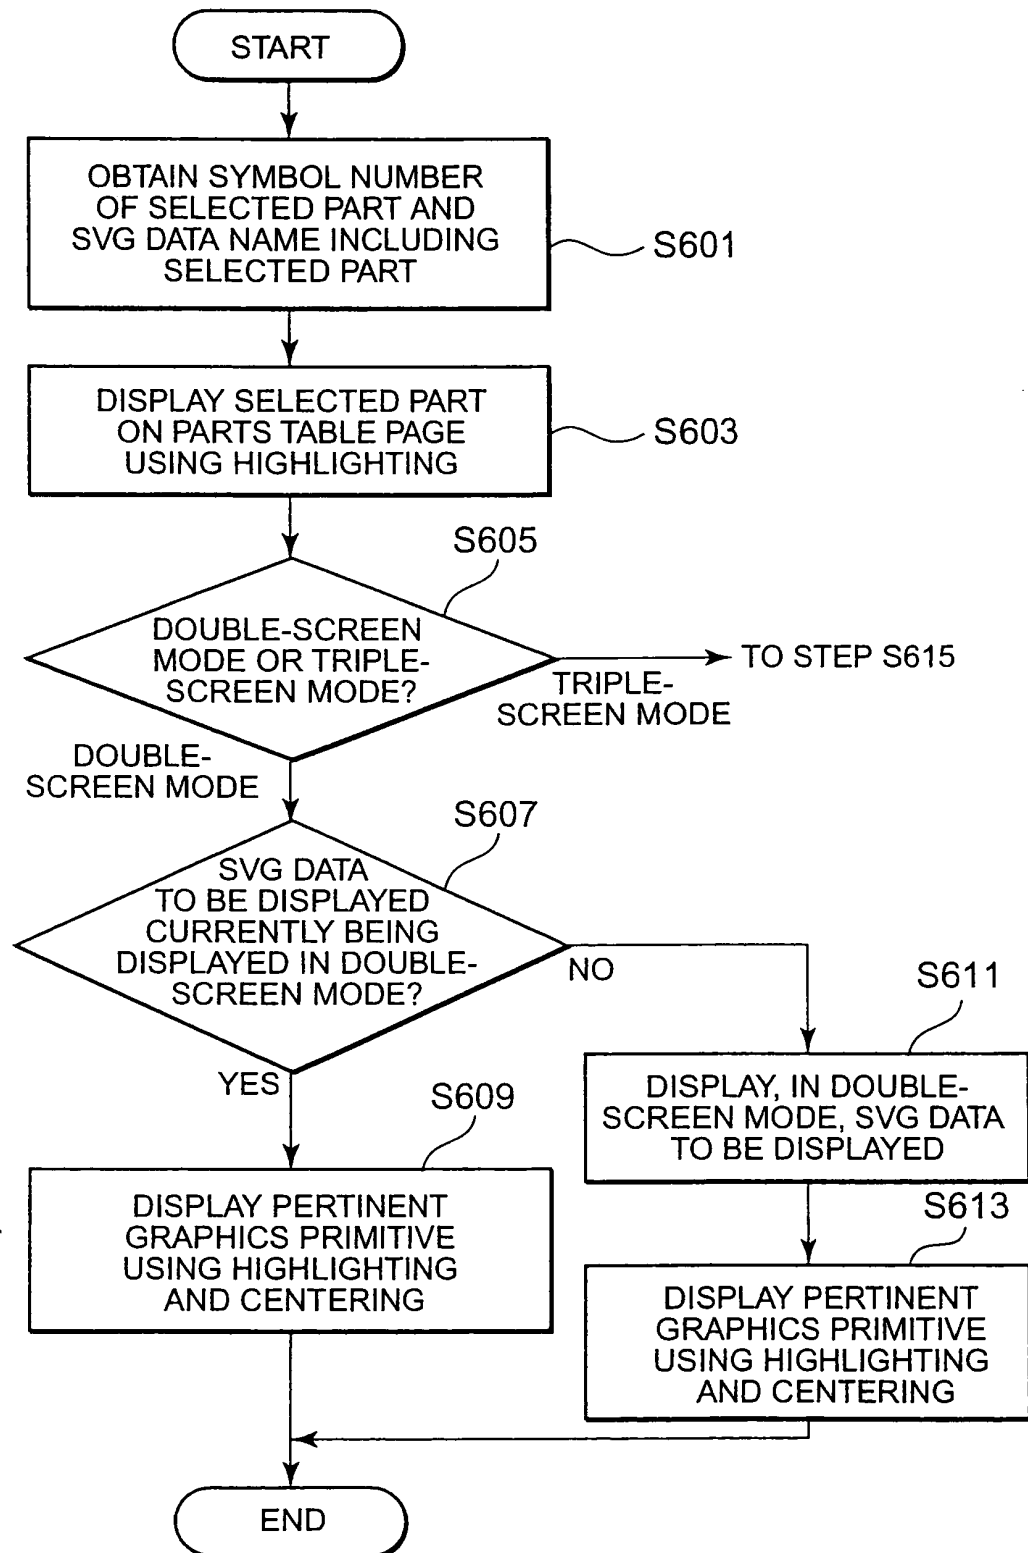 START
OBTAIN SYMBOL NUMBER
OF SELECTED PART AND
SVG DATA NAME INCLUDING
SELECTED PART
S601
DISPLAY SELECTED PART
ON PARTS TABLE PAGE
USING HIGHLIGHTING
S603
S605
DOUBLE-SCREEN
MODE OR TRIPLE-
SCREEN MODE?
TO STEP S615
TRIPLE-
SCREEN MODE
DOUBLE-
SCREEN MODE
S607
SVG DATA
TO BE DISPLAYED
CURRENTLY BEING
DISPLAYED IN DOUBLE-
SCREEN MODE?
NO
YES
S611
DISPLAY, IN DOUBLE-
SCREEN MODE, SVG DATA
TO BE DISPLAYED
S609
DISPLAY PERTINENT
GRAPHICS PRIMITIVE
USING HIGHLIGHTING
AND CENTERING
S613
DISPLAY PERTINENT
GRAPHICS PRIMITIVE
USING HIGHLIGHTING
AND CENTERING
END